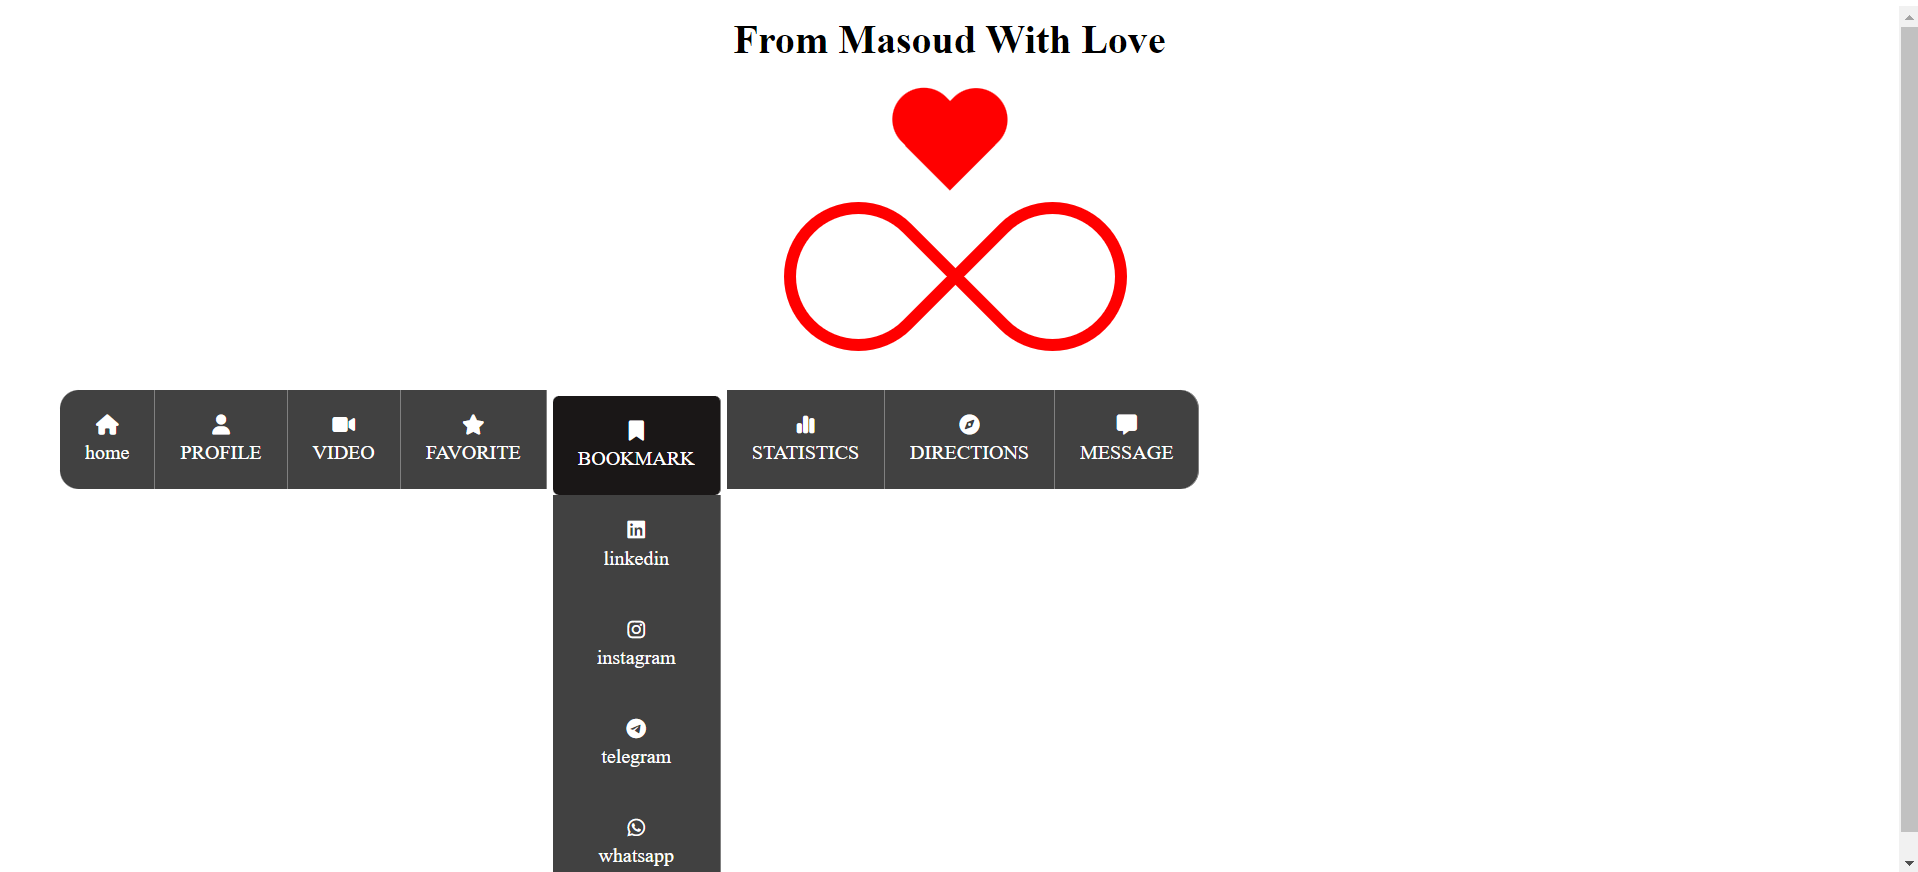 From Masoud With Love
home
PROFILE
VIDEO
FAVORITE
BOOKMARK
STATISTICS
DIRECTIONS
MESSAGE
linkedin
instagram
telegram
whatsapp